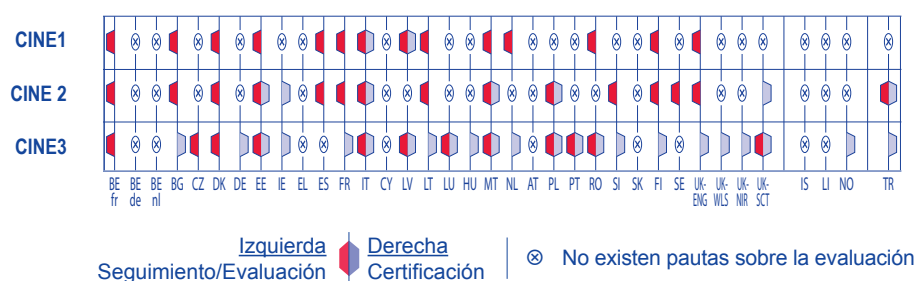 CINE1
CINE 2
CINE3
BE BE BE BG CZ DK DE EE IE EL ES FR IT CY LV LT LU HU MT NL AT PL PT RO SI SK FI SE UK- UK- UK- UK- IS LI NO TR
fr de nl ENG WLS NIR SCT
Izquierda Derecha
Seguimiento/Evaluación Certificación ⊗ No existen pautas sobre la evaluación